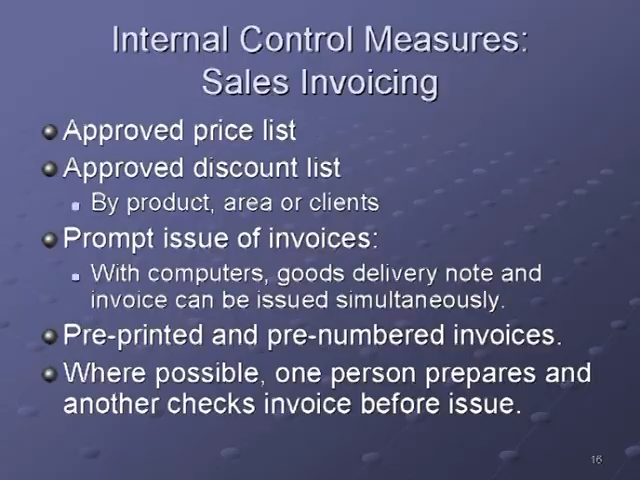 Internal Control Measures:
Sales Invoicing
Approved price list
Approved discount list
By product, area or clients
Prompt issue of invoices:
With computers, goods delivery note and
invoice can be issued simultaneously.
Pre-printed and pre-numbered invoices.
Where possible, one person prepares and
another checks invoice before issue.
16